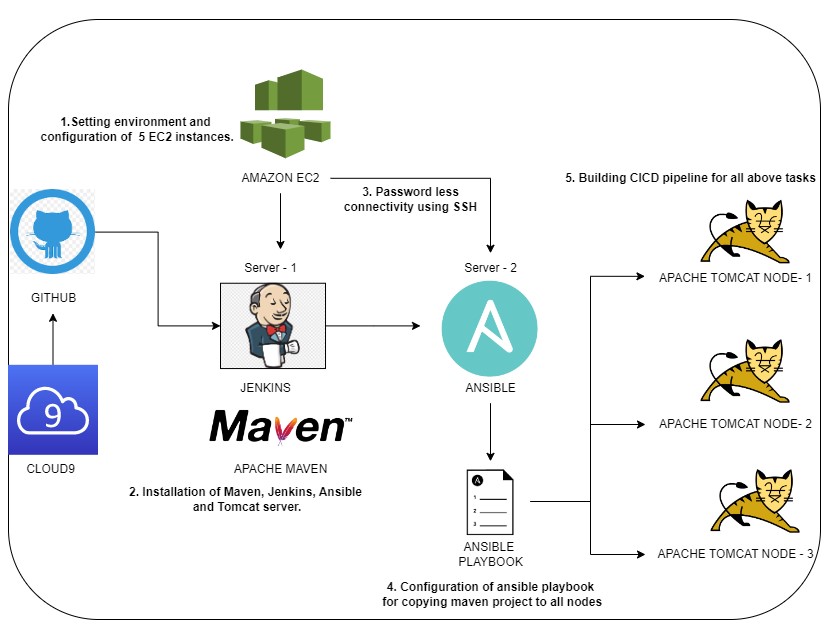 1.Setting environment and
configuration of 5 EC2 instances.
AMAZON EC2
3. Password less
connectivity using SSH
5. Building CICD pipeline for all above tasks
GITHUB
Server - 1
Server - 2
APACHE TOMCAT NODE- 1
JENKINS
ANSIBLE
9
CLOUD9
Maven™
APACHE MAVEN
APACHE TOMCAT NODE- 2
2. Installation of Maven, Jenkins, Ansible
and Tomcat server.
A
1
2
3
ANSIBLE
PLAYBOOK
APACHE TOMCAT NODE - 3
4. Configuration of ansible playbook
for copying maven project to all nodes